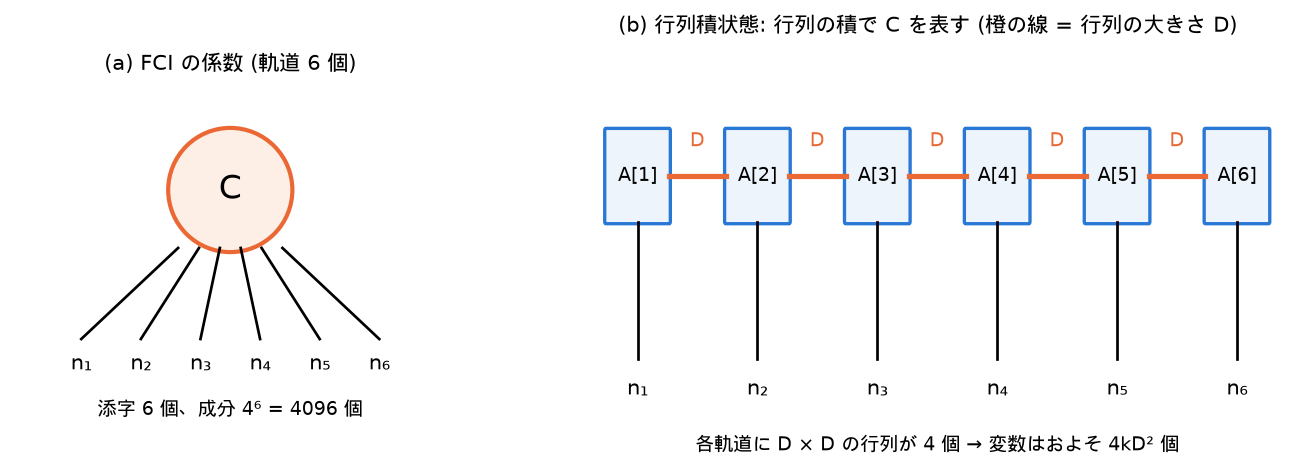 (a) FCI の係数 (軌道 6 個)
C
n₁ n₂ n₃ n₄ n₅ n₆
添字 6 個、成分 4⁶ = 4096 個
(b) 行列積状態: 行列の積で C を表す (橙の線 = 行列の大きさ D)
D D D D D
A[1] A[2] A[3] A[4] A[5] A[6]
n₁ n₂ n₃ n₄ n₅ n₆
各軌道に D × D の行列が 4 個 → 変数はおよそ 4kD² 個